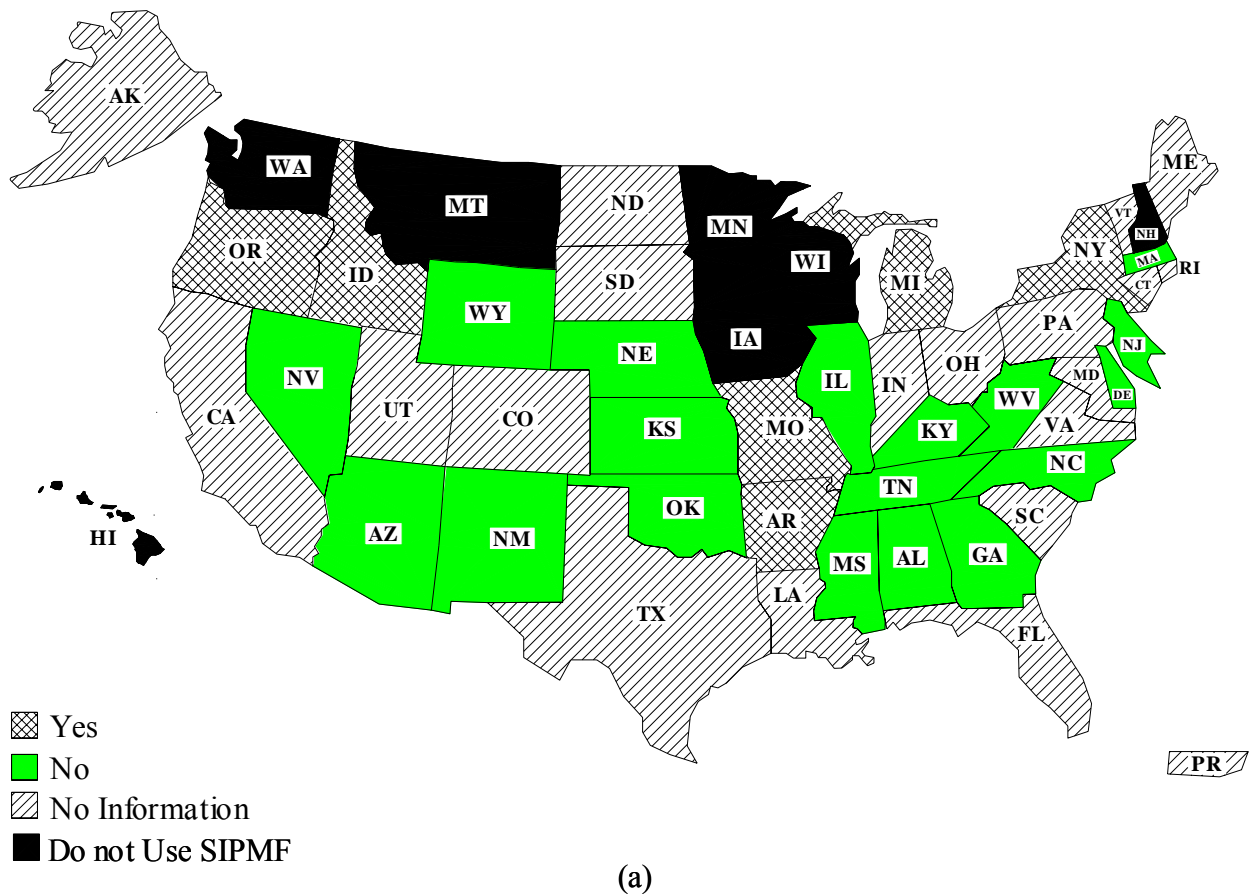 AK
WA
MT
ND
MN
ME
VT
NH
OR
ID
SD
WI
MI
NY
MA
RI
CT
WY
IA
PA
NE
NJ
NV
IL
IN
OH
MD
DE
UT
CO
WV
CA
KS
MO
KY
VA
NC
TN
OK
AR
SC
HI
AZ
NM
MS
AL
GA
LA
TX
FL
PR
Yes
No
No Information
Do not Use SIPMF
(a)